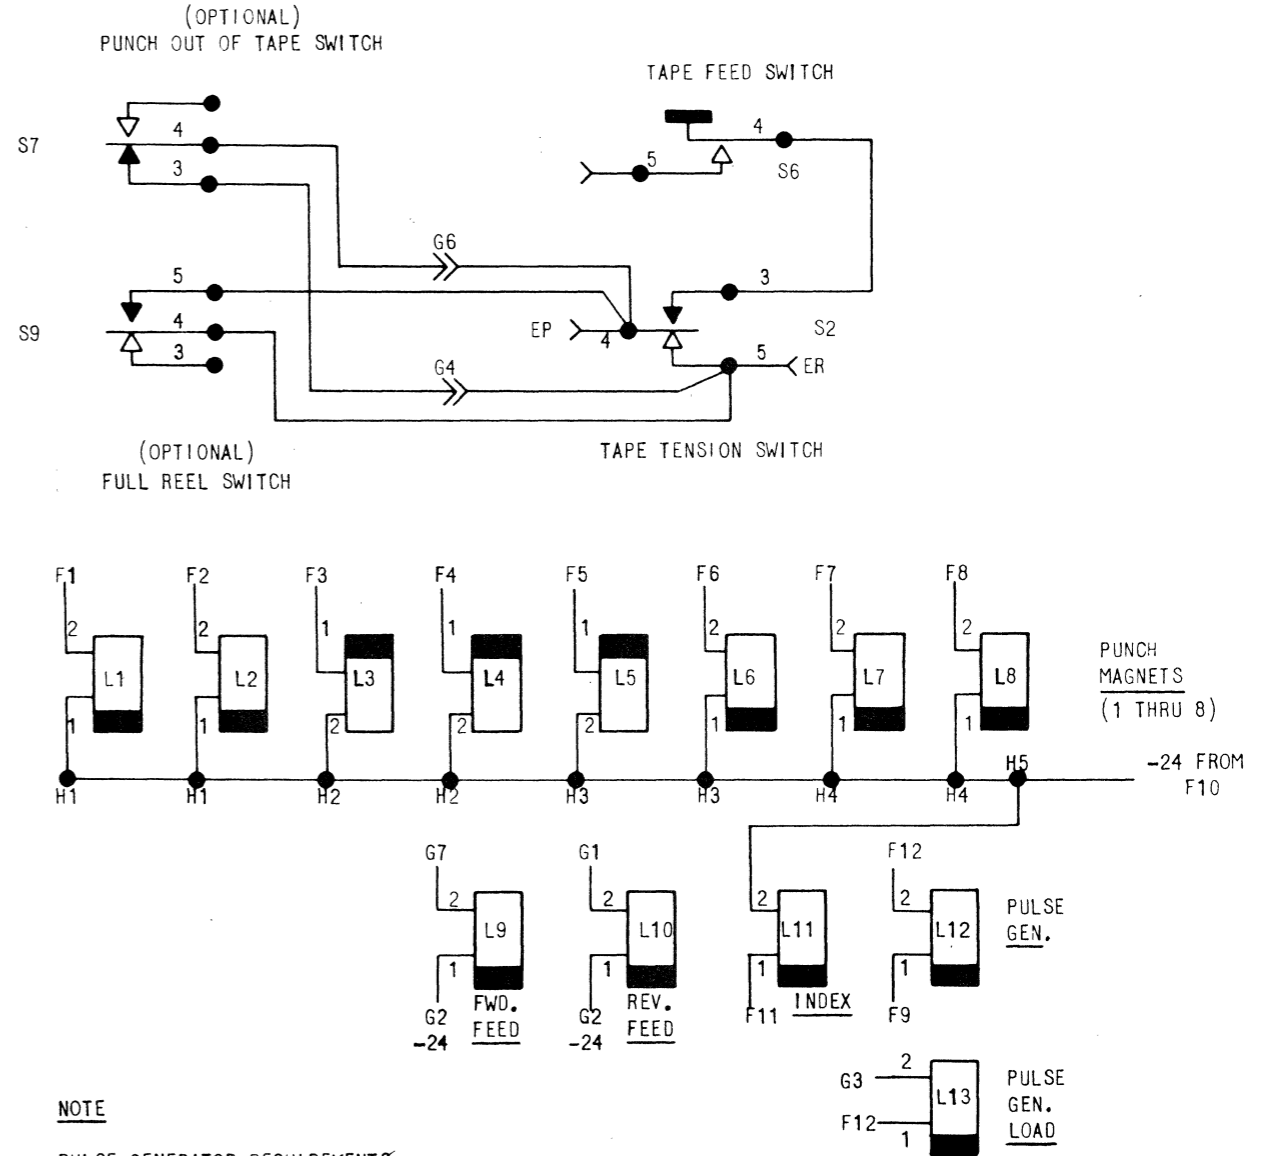 (OPTIONAL)
PUNCH OUT OF TAPE SWITCH
TAPE FEED SWITCH
S7
4
3
4
5
S6
G6
5
4
3
S9
3
EP
4
S2
5
ER
G4
(OPTIONAL)
FULL REEL SWITCH
TAPE TENSION SWITCH
F1
F2
F3
F4
F5
F6
F7
F8
2
2
1
1
1
2
2
2
L1
L2
L3
L4
L5
L6
L7
L8
1
1
2
2
2
1
1
1
PUNCH
MAGNETS
(1 THRU 8)
H1
H1
H2
H2
H3
H3
H4
H4
H5
-24 FROM
F10
G7
G1
F12
2
2
2
2
L9
L10
L11
L12
1
1
1
1
PULSE
GEN.
G2
-24
FWD.
FEED
G2
-24
REV.
FEED
F11
INDEX
F9
G3
2
L13
F12
1
PULSE
GEN.
LOAD
NOTE
PULSE GENERATOR REQUIREMENTS